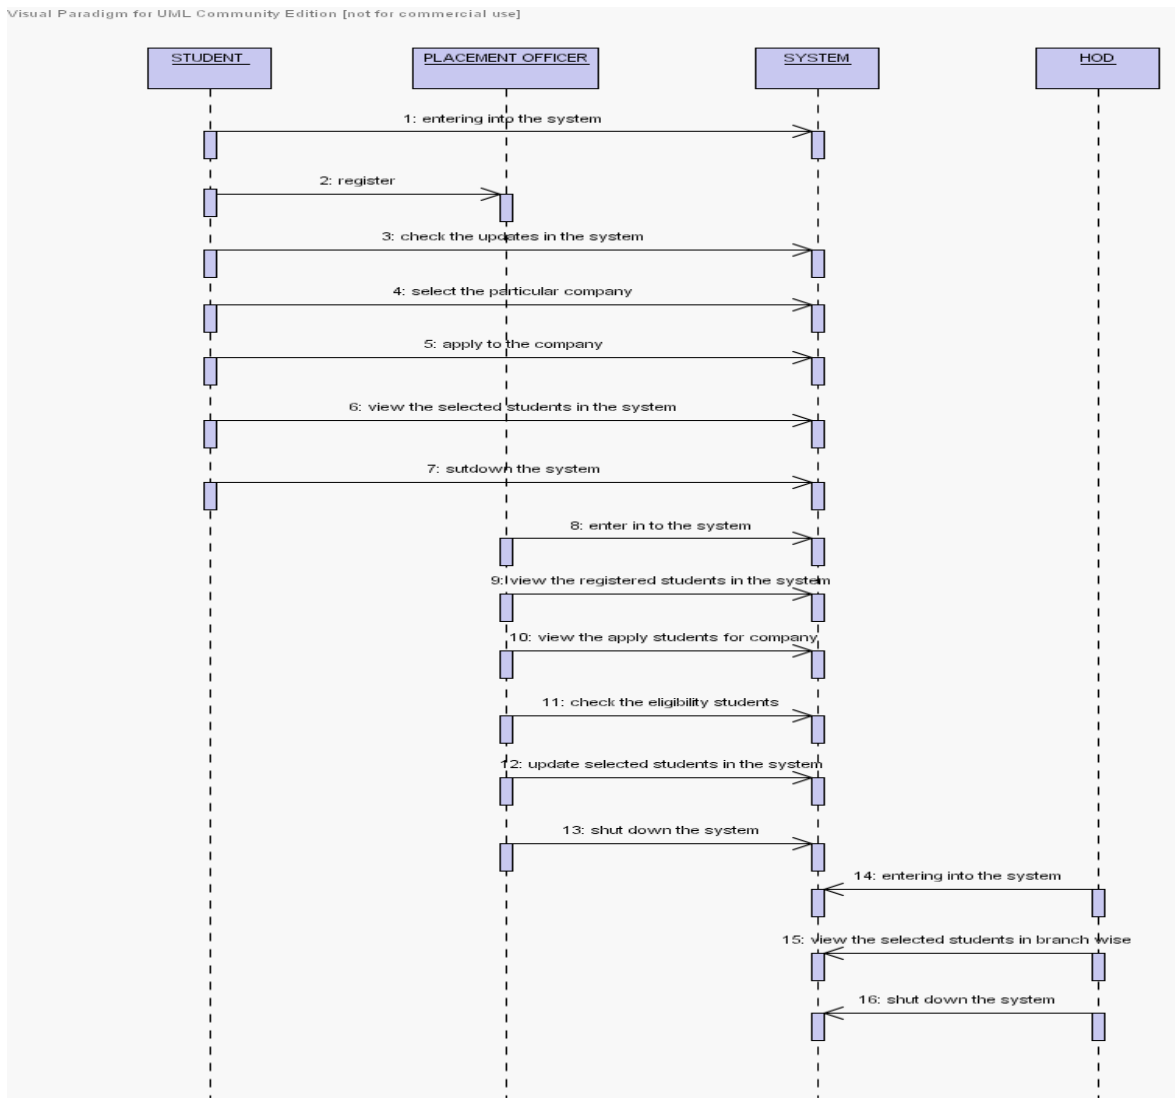 Visual Paradigm for UML Community Edition [not for commercial use]
STUDENT
PLACEMENT OFFICER
SYSTEM
HOD
1: entering into the system
2: register
3: check the updates in the system
4: select the particular company
5: apply to the company
6: view the selected students in the system
7: sutdown the system
8: enter in to the system
9: view the registered students in the system
10: view the apply students for company
11: check the eligibility students
12: update selected students in the system
13: shut down the system
14: entering into the system
15: view the selected students in branch wise
16: shut down the system